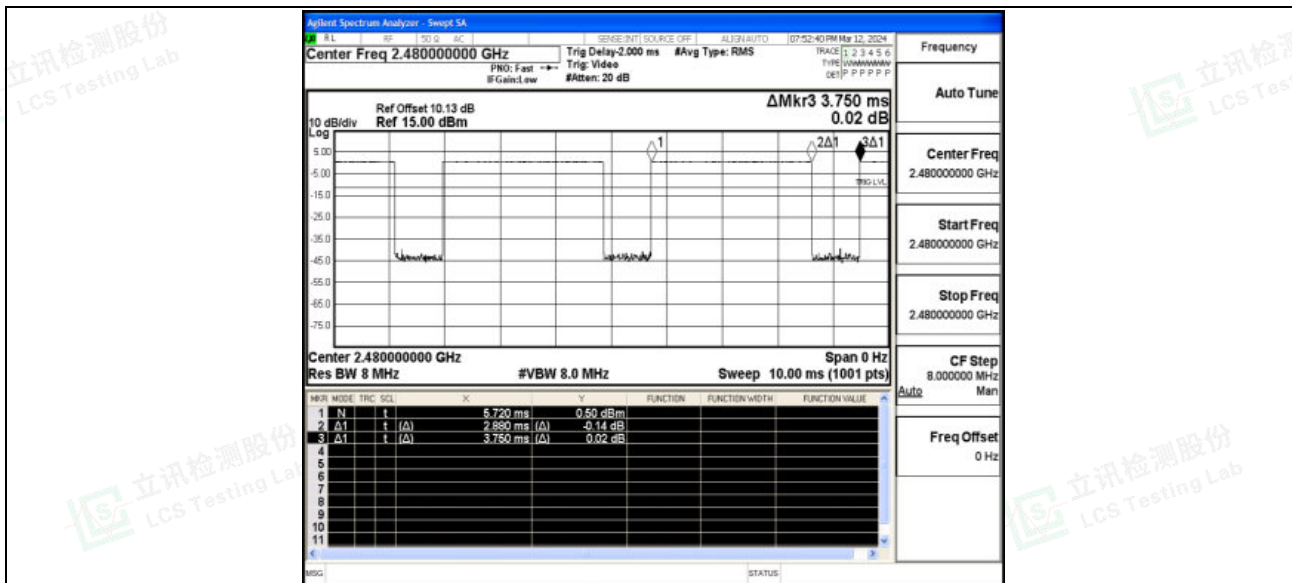 Agilent Spectrum Analyzer - Swept SA
RL RF 50 Ω AC SENSE:INT SOURCE OFF ALIGN AUTO 07:52:40 PM Mar 12, 2024
Center Freq 2.480000000 GHz
PNO: Fast
IFGain:Low
Trig Delay-2.000 ms
Trig: Video
#Atten: 20 dB
#Avg Type: RMS
TRACE 1 2 3 4 5 6
TYPE
DET P P P P P P
Ref Offset 10.13 dB
10 dB/div Ref 15.00 dBm
Log
ΔMkr3 3.750 ms
0.02 dB
1
2Δ1
3Δ1
5.00
-5.00
TRIG LVL
-15.0
-25.0
-35.0
-45.0
-55.0
-65.0
-75.0
Center 2.480000000 GHz Span 0 Hz
Res BW 8 MHz #VBW 8.0 MHz Sweep 10.00 ms (1001 pts)
MKR MODE TRC SCL X Y FUNCTION FUNCTION WIDTH FUNCTION VALUE
1 N t 5.720 ms 0.50 dBm
2 Δ1 t (Δ) 2.880 ms (Δ) -0.14 dB
3 Δ1 t (Δ) 3.750 ms (Δ) 0.02 dB
4
5
6
7
8
9
10
11
MSG STATUS
Frequency
Auto Tune
Center Freq
2.480000000 GHz
Start Freq
2.480000000 GHz
Stop Freq
2.480000000 GHz
CF Step
8.000000 MHz
Auto Man
Freq Offset
0 Hz
立讯检测股份
LCS Testing Lab
立讯检测股份
LCS Testing Lab
立讯检测股份
LCS Testing Lab